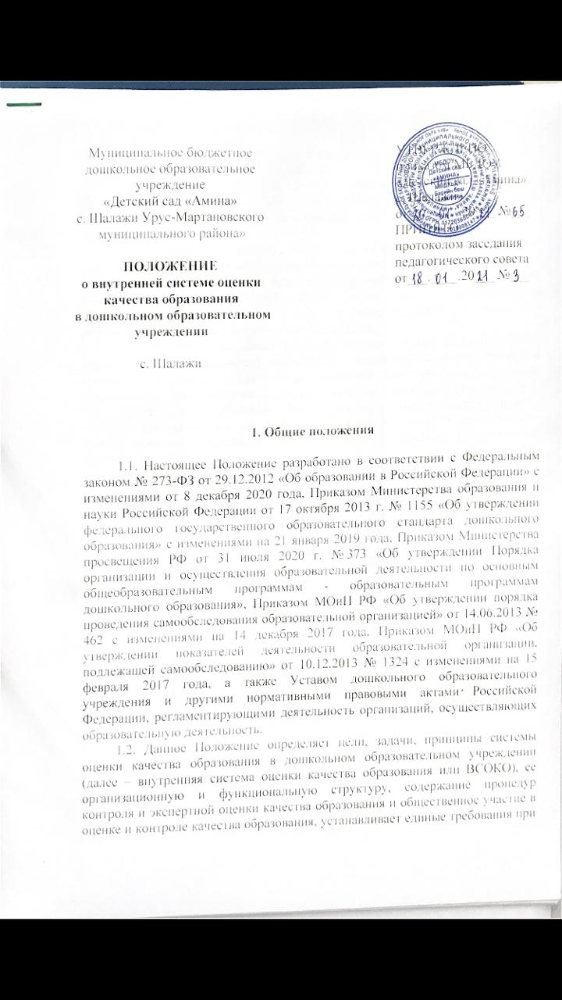 Муниципальное бюджетное
дошкольное образовательное
учреждение
«Детский сад «Амина»
с. Шалажи Урус-Мартановского
муниципального района»
ПОЛОЖЕНИЕ
о внутренней системе оценки
качества образования
в дошкольном образовательном
учреждении
с. Шалажи
МБДОУ
Детский сад
«АМИНА»
№ 65
протоколом заседания
педагогического совета
от 18 . 01 .2021 № 3
1. Общие положения
1.1. Настоящее Положение разработано в соответствии с Федеральным
законом № 273-ФЗ от 29.12.2012 «Об образовании в Российской Федерации» с
изменениями от 8 декабря 2020 года, Приказом Министерства образования и
науки Российской Федерации от 17 октября 2013 г. № 1155 «Об утверждении
федерального государственного образовательного стандарта дошкольного
образования» с изменениями на 21 января 2019 года, Приказом Министерства
просвещения РФ от 31 июля 2020 г. №373 «Об утверждении Порядка
организации и осуществления образовательной деятельности по основным
общеобразовательным программам - образовательным программам
дошкольного образования», Приказом МОиН РФ «Об утверждении порядка
проведения самообследования образовательной организацией» от 14.06.2013 №
462 с изменениями на 14 декабря 2017 года, Приказом МОиН РФ «Об
утверждении показателей деятельности образовательной организации,
подлежащей самообследованию» от 10.12.2013 № 1324 с изменениями на 15
февраля 2017 года, а также Уставом дошкольного образовательного
учреждения и другими нормативными правовыми актами Российской
Федерации, регламентирующими деятельность организаций, осуществляющих
образовательную деятельность.
1.2. Данное Положение определяет цели, задачи, принципы системы
оценки качества образования в дошкольном образовательном учреждении
(далее – внутренняя система оценки качества образования или ВСОКО), ее
организационную и функциональную структуру, содержание процедур
контроля и экспертной оценки качества образования и общественное участие в
оценке и контроле качества образования, устанавливает единые требования при